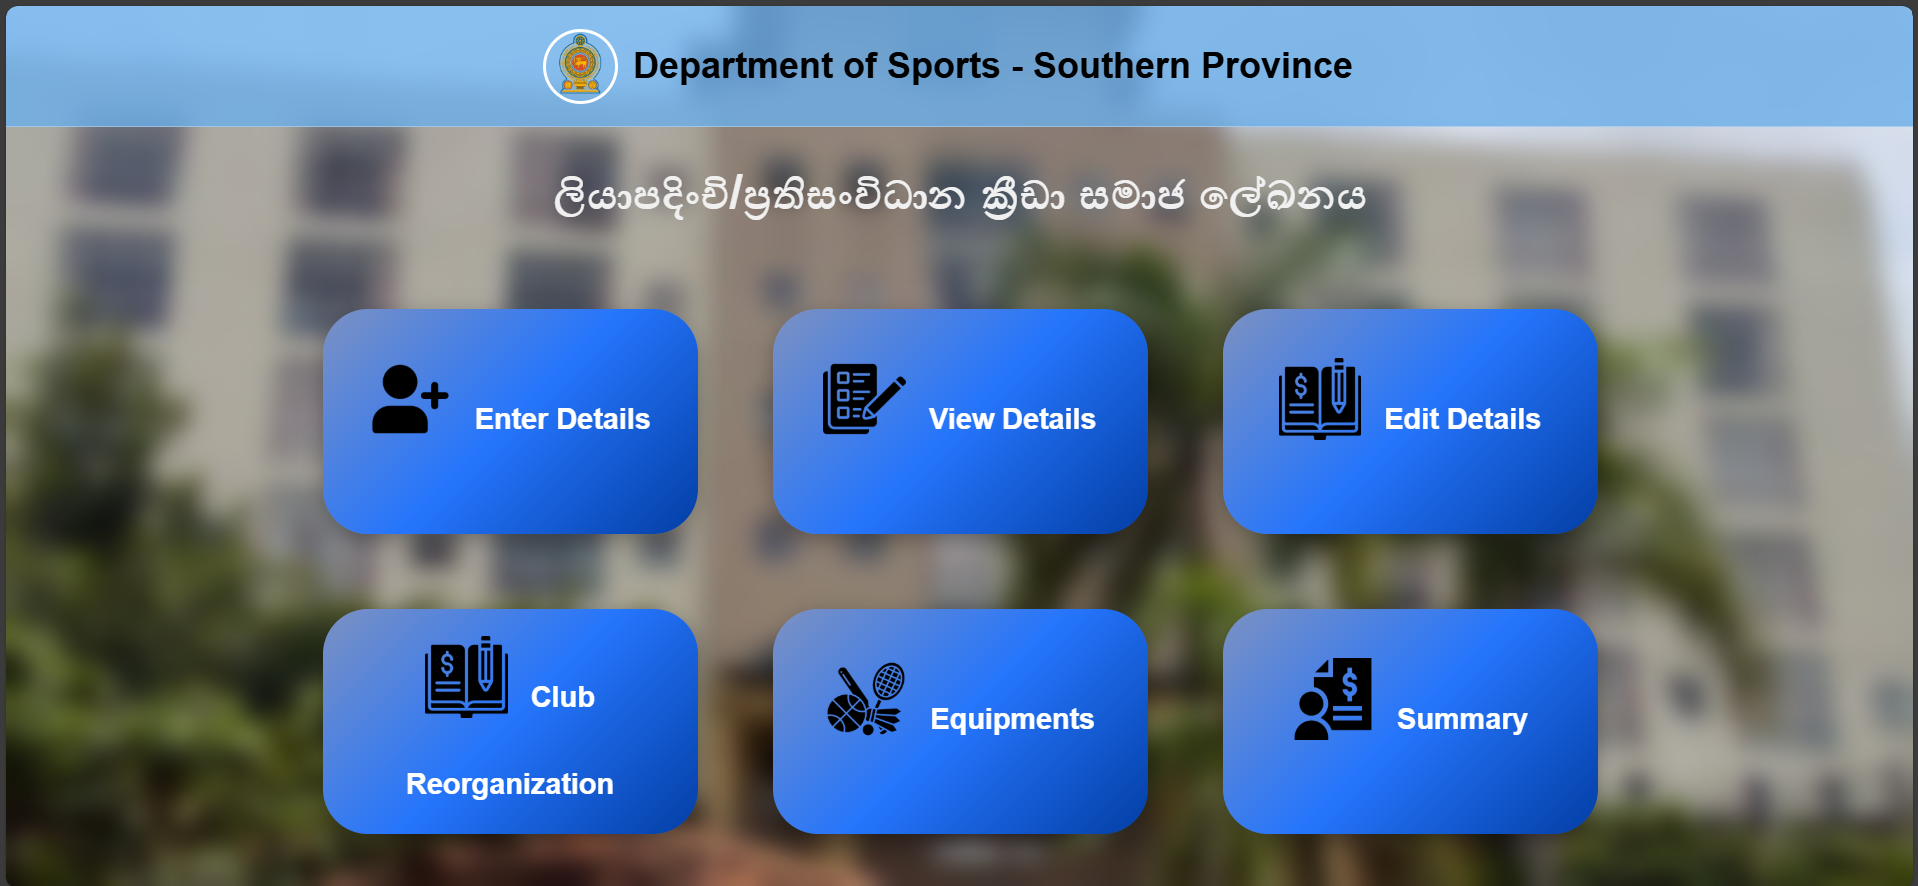 Department of Sports - Southern Province
ලියාපදිංචි/ප්‍රතිසංවිධාන ක්‍රීඩා සමාජ ලේඛනය
Enter Details
View Details
Edit Details
Club
Reorganization
Equipments
Summary